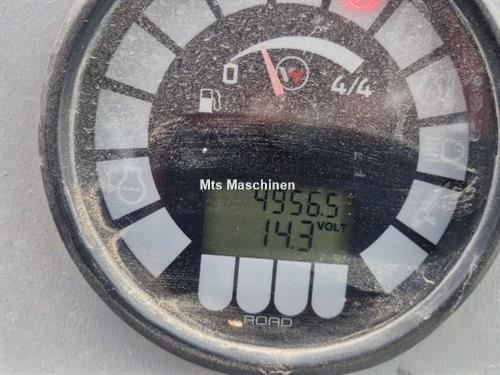 0
4/4
Mts Maschinen
4956.5
14.3 VOLT
ROAD